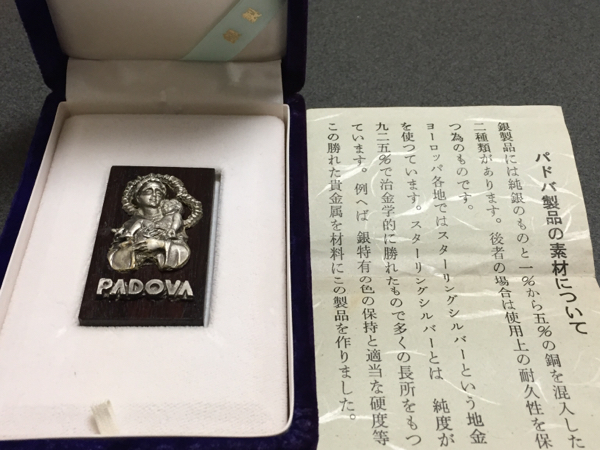 銀製
PADOVA
パドバ製品の素材について
銀製品には純銀のものと一%から五%の銅を混入した
二種類があります。後者の場合は使用上の耐久性を保
つ為のものです。
ヨーロッパ各地ではスターリングシルバーという地金
を使つています。スターリングシルバーとは 純度が
九二五%で治金学的に勝れたもので多くの長所をもつ
ています。例へば 銀特有の色の保持と適当な硬度等
この勝れた貴金属を材料にこの製品を作りました。